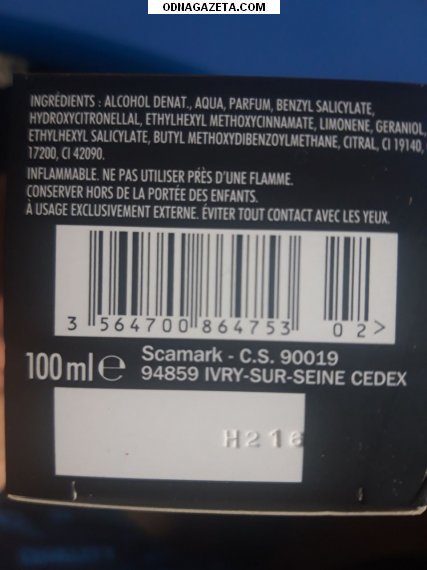 ODNAGAZETA.COM
INGRÉDIENTS : ALCOHOL DENAT., AQUA, PARFUM, BENZYL SALICYLATE,
HYDROXYCITRONELLAL, ETHYLHEXYL METHOXYCINNAMATE, LIMONENE, GERANIOL,
ETHYLHEXYL SALICYLATE, BUTYL METHOXYDIBENZOYLMETHANE, CITRAL, CI 19140,
17200, CI 42090.
INFLAMMABLE. NE PAS UTILISER PRÈS D'UNE FLAMME.
CONSERVER HORS DE LA PORTÉE DES ENFANTS.
À USAGE EXCLUSIVEMENT EXTERNE. ÉVITER TOUT CONTACT AVEC LES YEUX.
3 564700 864753 02>
100ml e Scamark - C.S. 90019
94859 IVRY-SUR-SEINE CEDEX
H216